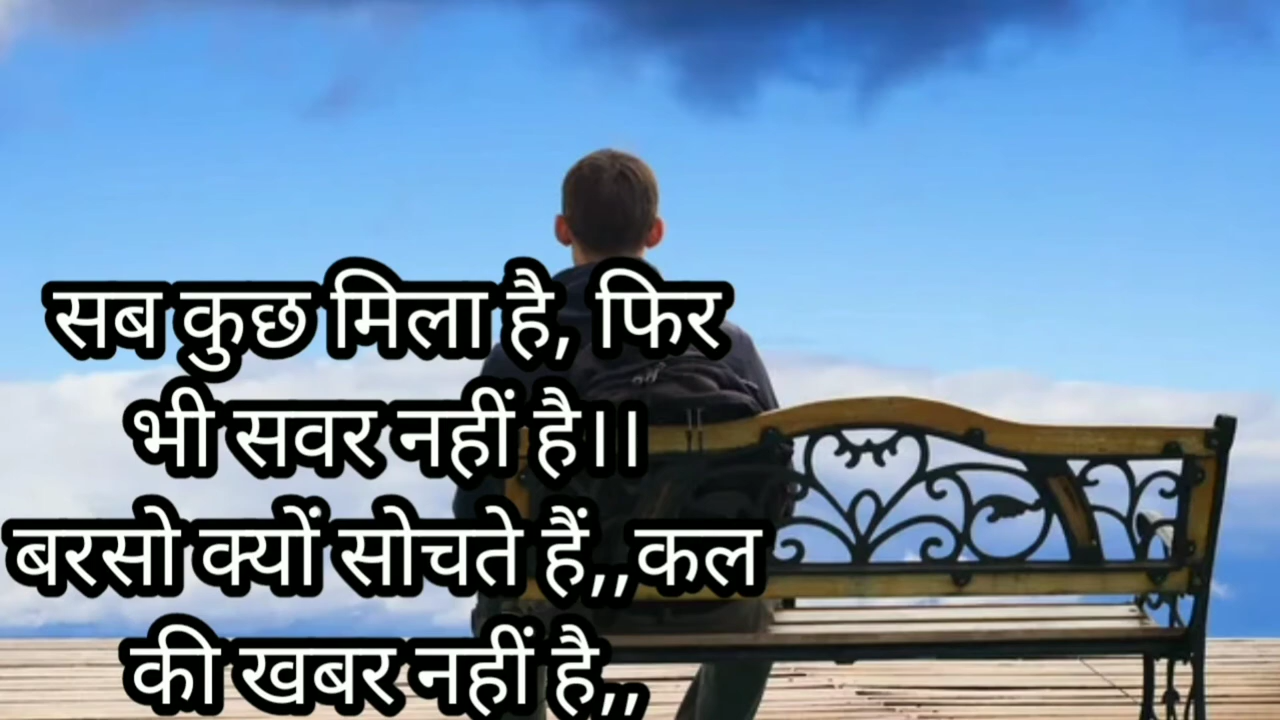 सब कुछ मिला है, फिर
भी सवर नहीं है।।
बरसो क्यों सोचते हैं,,कल
की खबर नहीं है,,